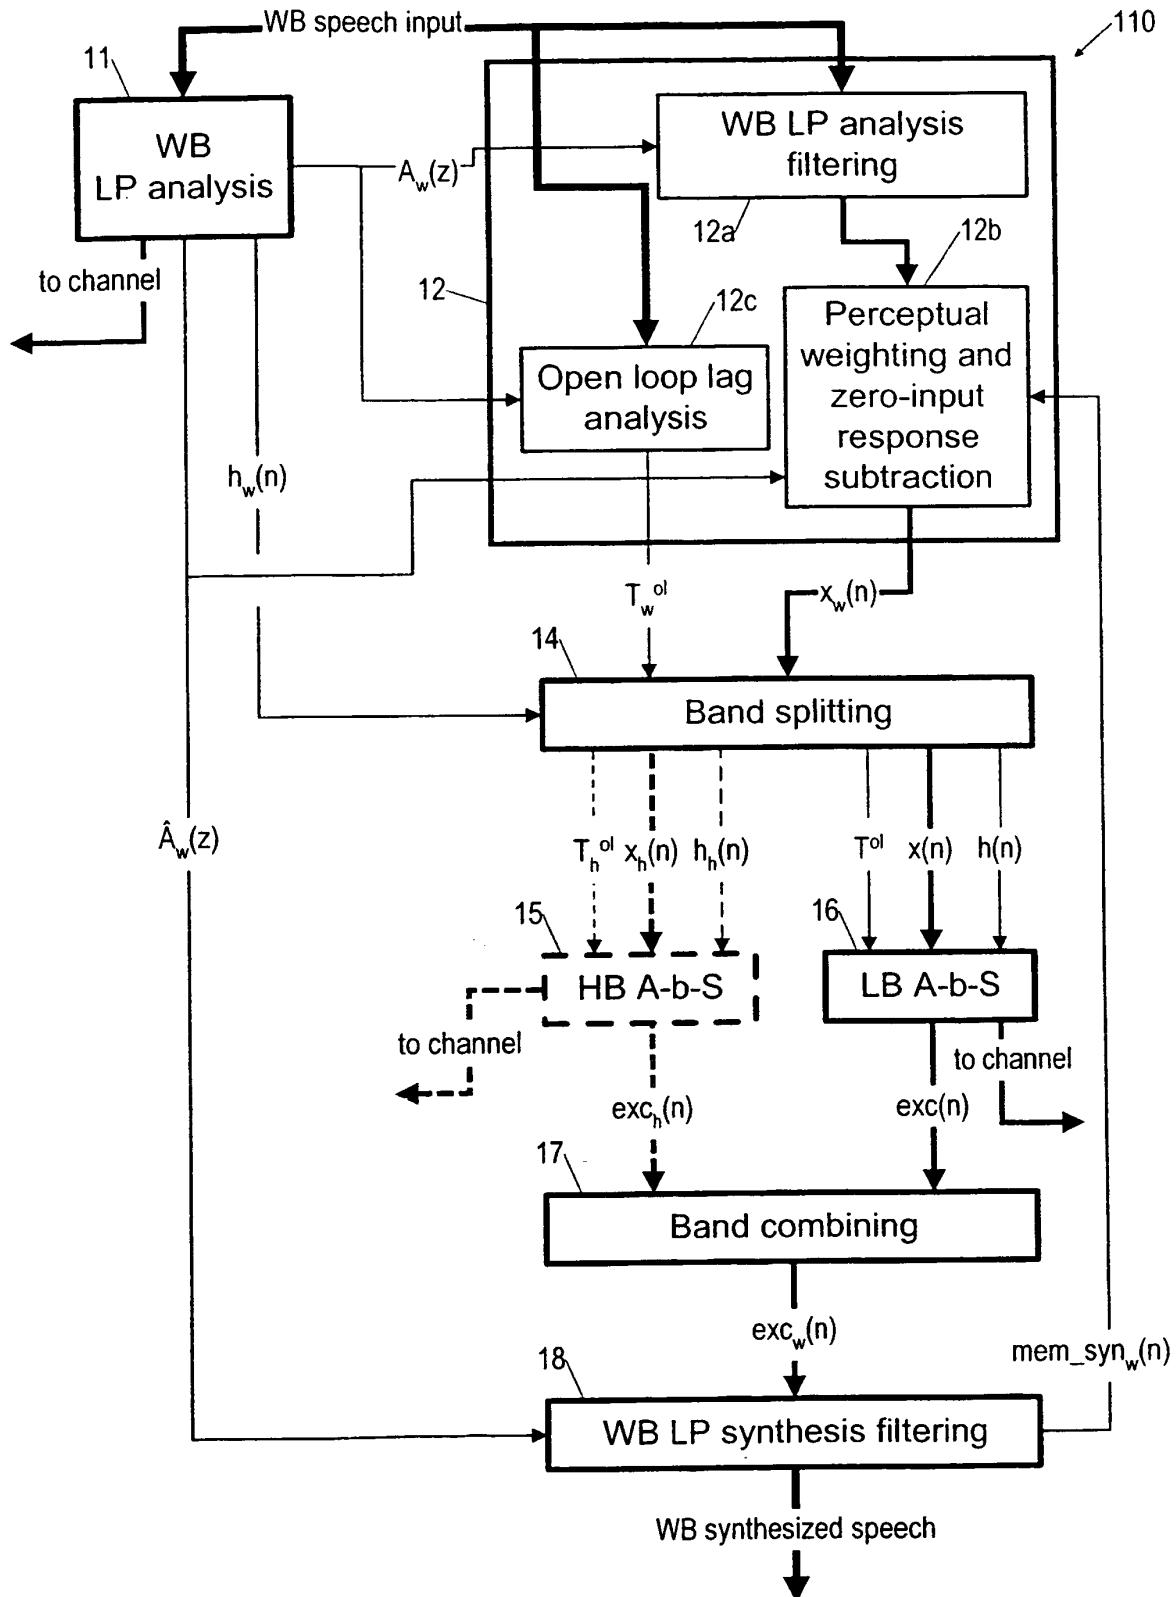 WB speech input
110
11
WB
LP analysis
WB LP analysis
filtering
A_w(z)
12a
12b
to channel
12
12c
Perceptual
weighting and
zero-input
response
subtraction
Open loop lag
analysis
h_w(n)
T_w^ol
x_w(n)
14
Band splitting
Â_w(z)
T_h^ol x_h(n) h_h(n)
T^ol x(n) h(n)
15
16
HB A-b-S
LB A-b-S
to channel
to channel
exc_h(n)
exc(n)
17
Band combining
exc_w(n)
mem_syn_w(n)
18
WB LP synthesis filtering
WB synthesized speech